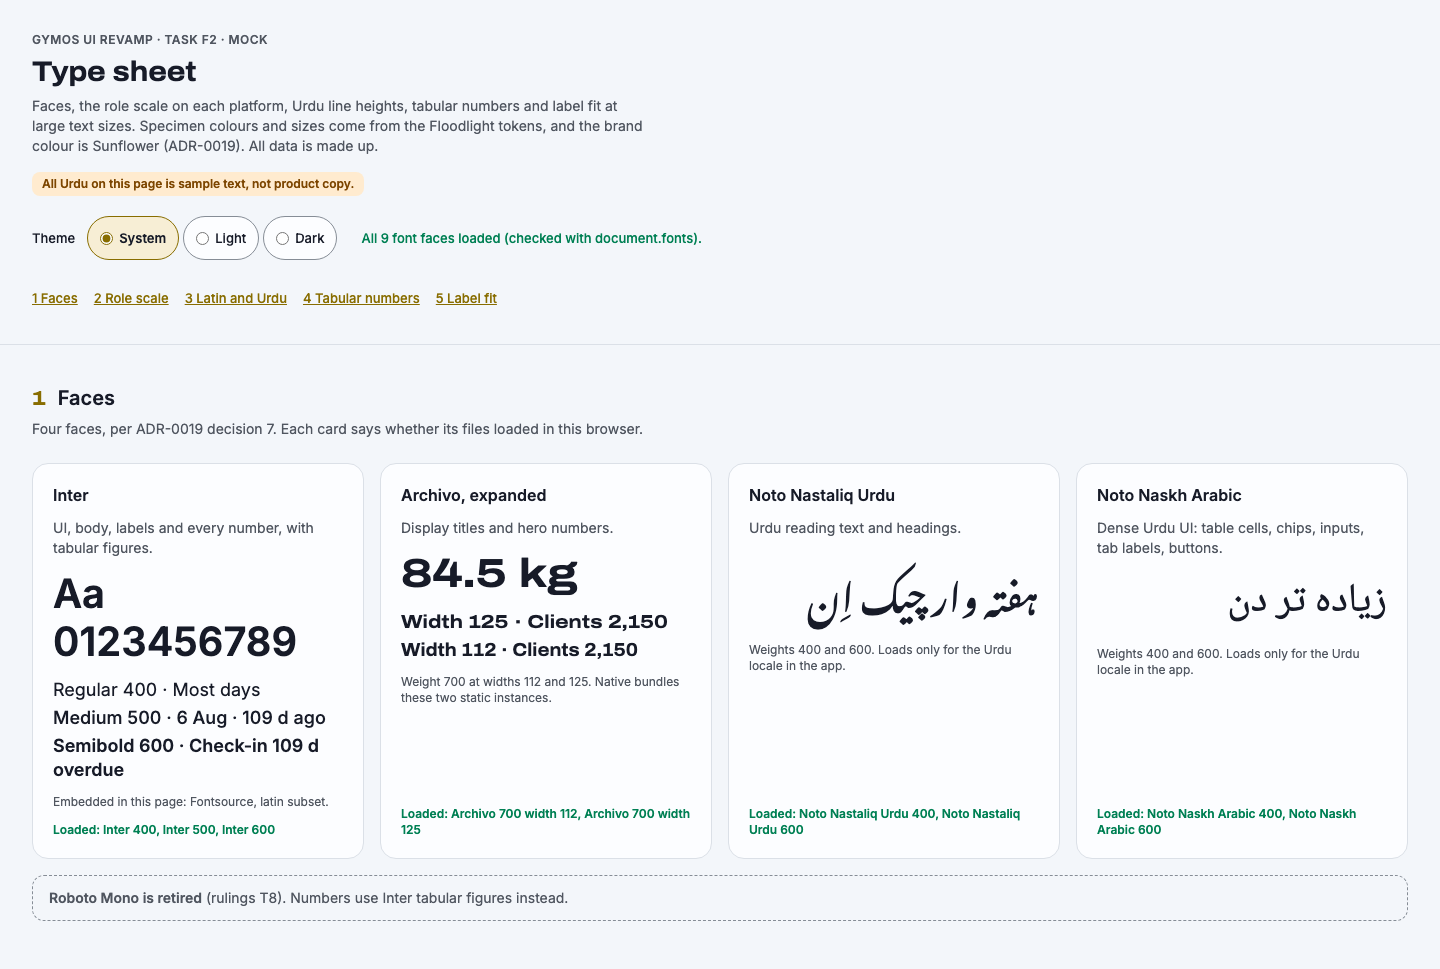 GYMOS UI REVAMP · TASK F2 · MOCK
Type sheet
Faces, the role scale on each platform, Urdu line heights, tabular numbers and label fit at
large text sizes. Specimen colours and sizes come from the Floodlight tokens, and the brand
colour is Sunflower (ADR-0019). All data is made up.
All Urdu on this page is sample text, not product copy.
Theme System Light Dark All 9 font faces loaded (checked with document.fonts).
1 Faces 2 Role scale 3 Latin and Urdu 4 Tabular numbers 5 Label fit
1 Faces
Four faces, per ADR-0019 decision 7. Each card says whether its files loaded in this browser.
Inter
UI, body, labels and every number, with
tabular figures.
Aa
0123456789
Regular 400 · Most days
Medium 500 · 6 Aug · 109 d ago
Semibold 600 · Check-in 109 d
overdue
Embedded in this page: Fontsource, latin subset.
Loaded: Inter 400, Inter 500, Inter 600
Archivo, expanded
Display titles and hero numbers.
84.5 kg
Width 125 · Clients 2,150
Width 112 · Clients 2,150
Weight 700 at widths 112 and 125. Native bundles
these two static instances.
Loaded: Archivo 700 width 112, Archivo 700 width
125
Noto Nastaliq Urdu
Urdu reading text and headings.
ہفتہ وار چیک اِن
Weights 400 and 600. Loads only for the Urdu
locale in the app.
Loaded: Noto Nastaliq Urdu 400, Noto Nastaliq
Urdu 600
Noto Naskh Arabic
Dense Urdu UI: table cells, chips, inputs,
tab labels, buttons.
زیادہ تر دن
Weights 400 and 600. Loads only for the Urdu
locale in the app.
Loaded: Noto Naskh Arabic 400, Noto Naskh
Arabic 600
Roboto Mono is retired (rulings T8). Numbers use Inter tabular figures instead.